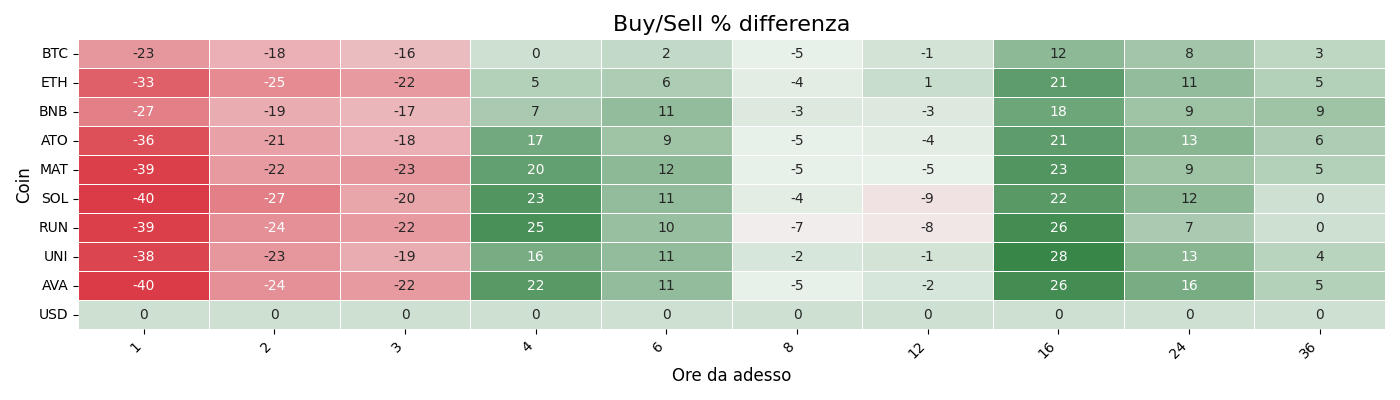 Buy/Sell % differenza
Coin
BTC -23 -18 -16 0 2 -5 -1 12 8 3
ETH -33 -25 -22 5 6 -4 1 21 11 5
BNB -27 -19 -17 7 11 -3 -3 18 9 9
ATO -36 -21 -18 17 9 -5 -4 21 13 6
MAT -39 -22 -23 20 12 -5 -5 23 9 5
SOL -40 -27 -20 23 11 -4 -9 22 12 0
RUN -39 -24 -22 25 10 -7 -8 26 7 0
UNI -38 -23 -19 16 11 -2 -1 28 13 4
AVA -40 -24 -22 22 11 -5 -2 26 16 5
USD 0 0 0 0 0 0 0 0 0 0
1 2 3 4 6 8 12 16 24 36
Ore da adesso